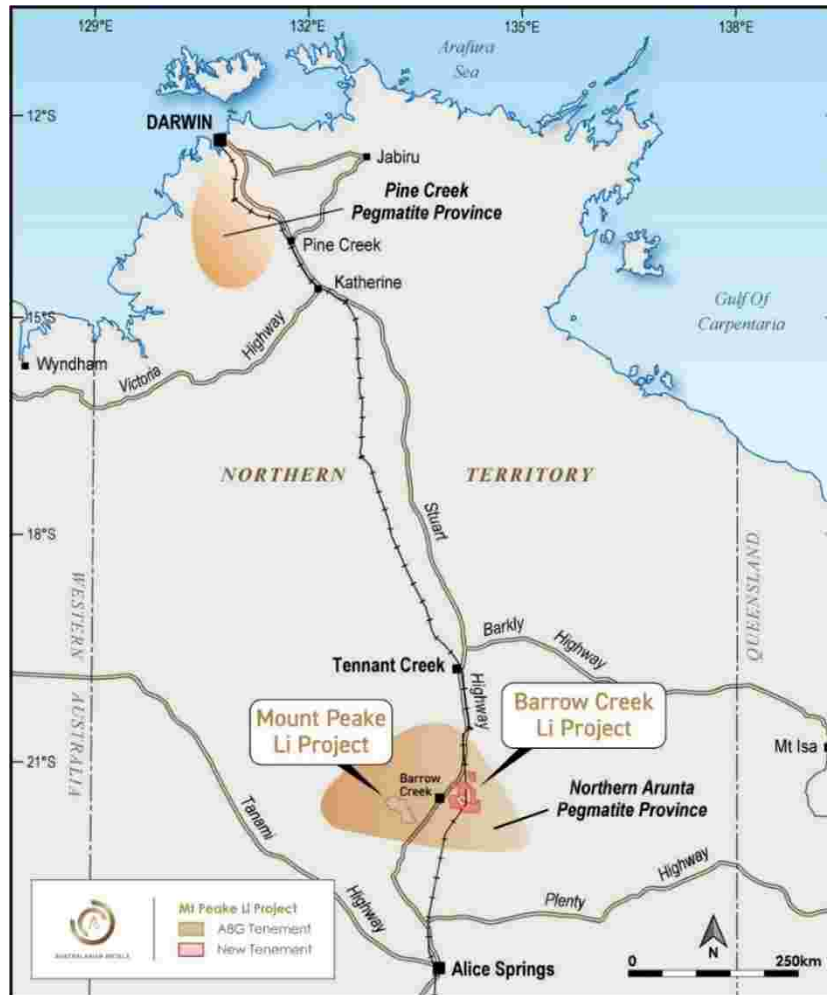 129°E
132°E
135°E
138°E
Arafura
Sea
12°S
DARWIN
Jabiru
Pine Creek
Pegmatite Province
Pine Creek
Katherine
Gulf Of
Carpentaria
15°S
Wyndham
Victoria
Highway
NORTHERN TERRITORY
Stuart
18°S
WESTERN
AUSTRALIA
QUEENSLAND
Barkly
Highway
Tennant Creek
Highway
Mount Peake
Li Project
Barrow Creek
Li Project
Mt Isa
21°S
Barrow
Creek
Northern Arunta
Pegmatite Province
Tanami
Highway
Highway
Plenty
Mt Peake Li Project
A8G Tenement
New Tenement
AUSTRALASIAN METALS
N
Alice Springs
0
250km